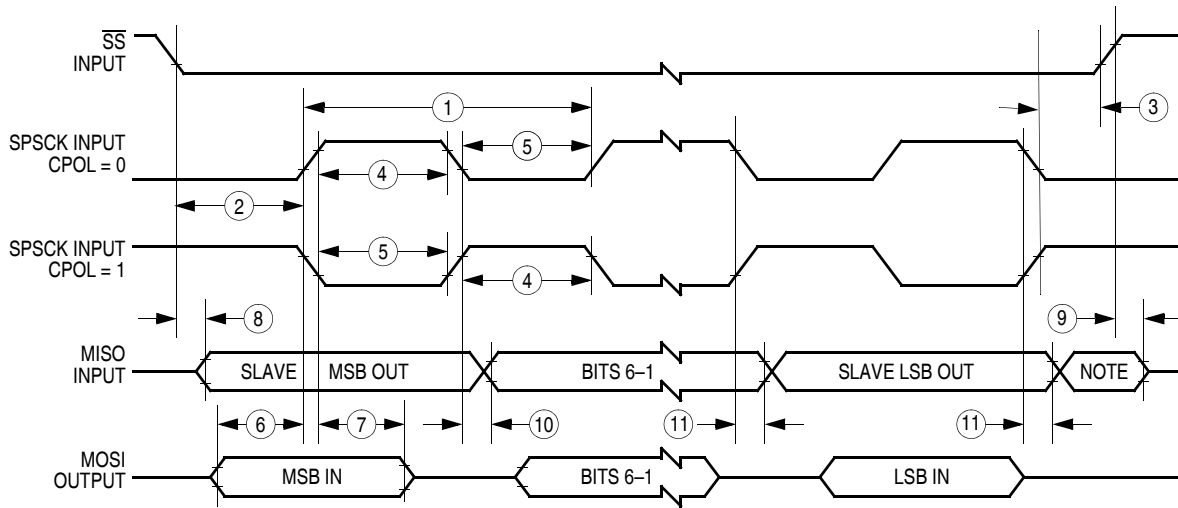 SS
INPUT
1
3
SPSCK INPUT
CPOL = 0
5
4
2
SPSCK INPUT
CPOL = 1
5
4
8
9
MISO
INPUT
SLAVE MSB OUT
BITS 6–1
SLAVE LSB OUT
NOTE
6
7
10
11
11
MOSI
OUTPUT
MSB IN
BITS 6–1
LSB IN